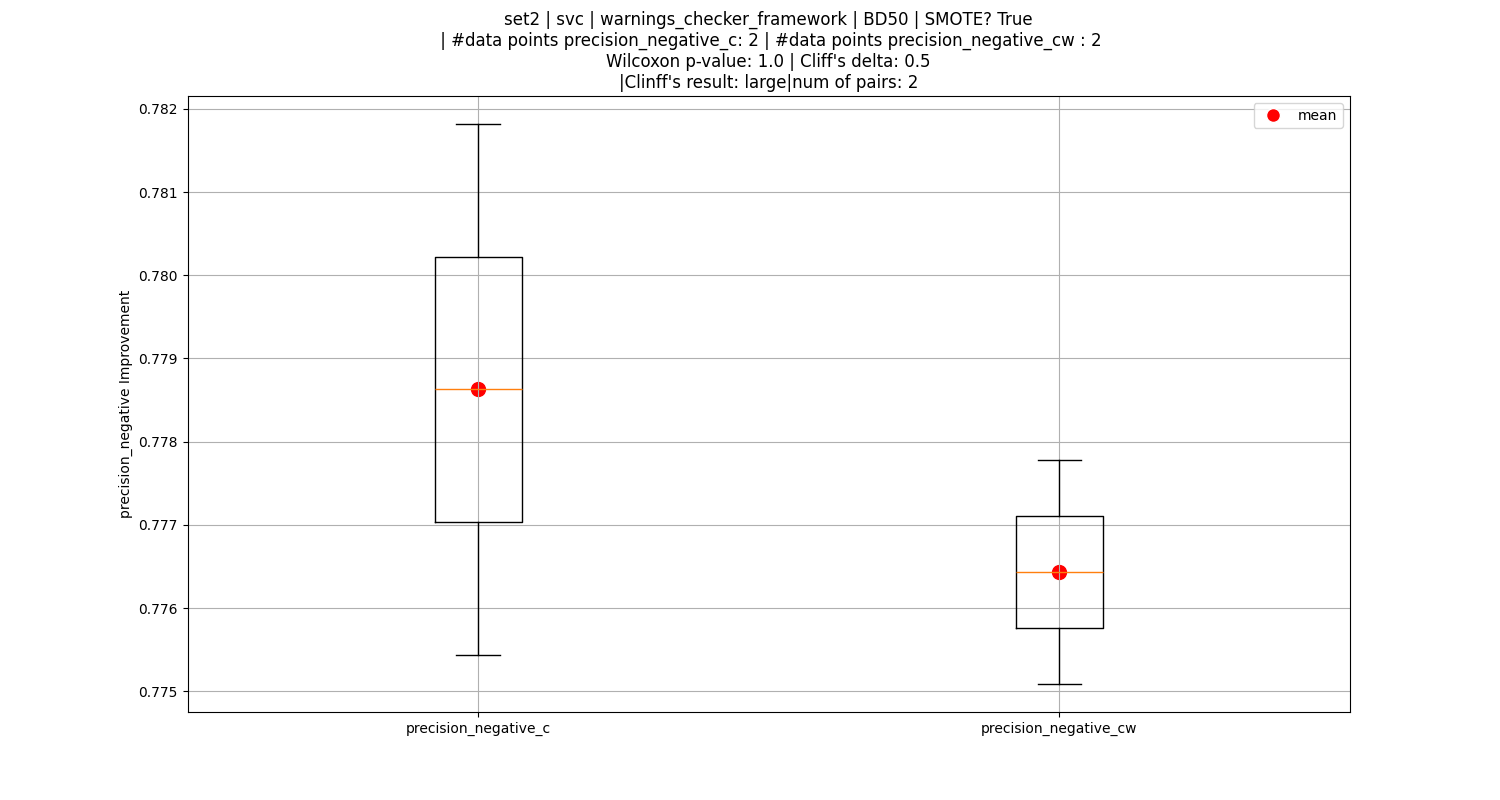 set2 | svc | warnings_checker_framework | BD50 | SMOTE? True
| #data points precision_negative_c: 2 | #data points precision_negative_cw : 2
Wilcoxon p-value: 1.0 | Cliff's delta: 0.5
|Clinff's result: large|num of pairs: 2
mean
0.782
0.781
0.780
0.779
0.778
0.777
0.776
0.775
precision_negative Improvement
precision_negative_c
precision_negative_cw